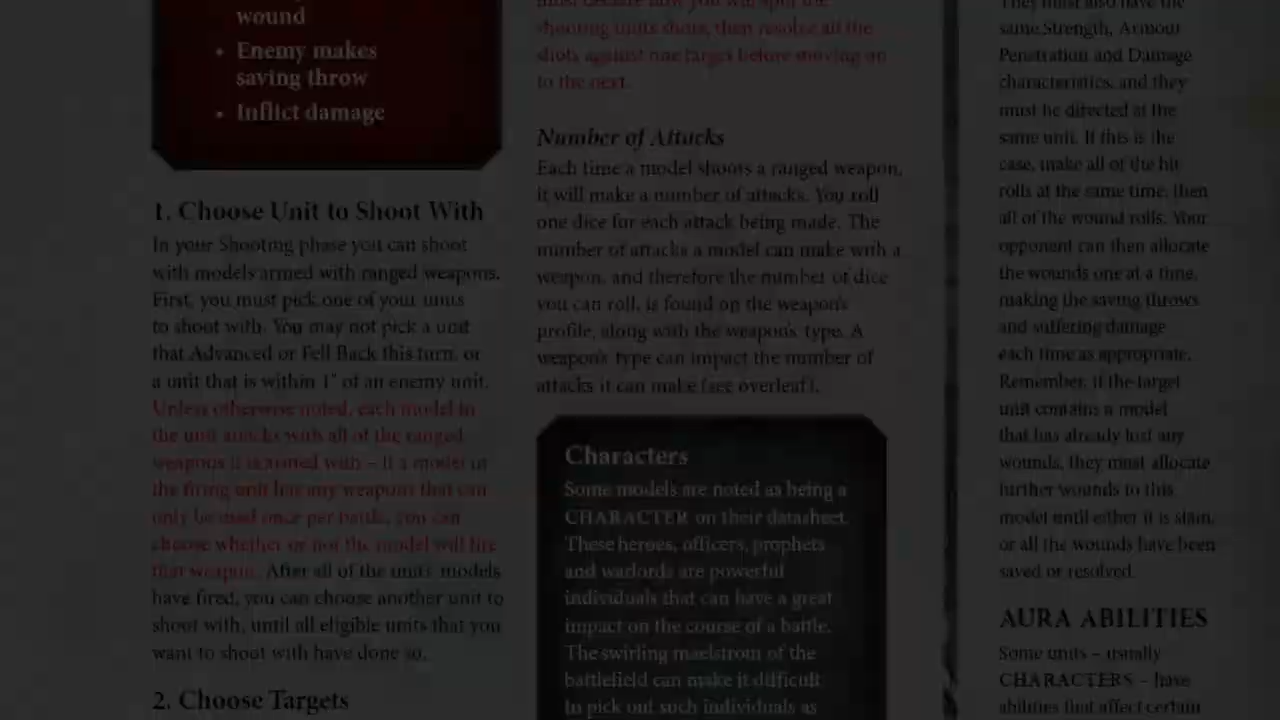 wound
• Enemy makes
saving throw
• Inflict damage
1. Choose Unit to Shoot With
In your Shooting phase you can shoot
with models armed with ranged weapons.
First, you must pick one of your units
to shoot with. You may not pick a unit
that Advanced or Fell Back this turn, or
a unit that is within 1" of an enemy unit.
Unless otherwise noted, each model in
the unit attacks with all of the ranged
weapons it is armed with – if a model in
the firing unit has any weapons that can
only be used once per battle, you can
choose whether or not the model will fire
that weapon. After all of the unit's models
have fired, you can choose another unit to
shoot with, until all eligible units that you
want to shoot with have done so.
2. Choose Targets
must declare how you will split the
shooting unit's shots, then resolve all the
shots against one target before moving on
to the next.
Number of Attacks
Each time a model shoots a ranged weapon,
it will make a number of attacks. You roll
one dice for each attack being made. The
number of attacks a model can make with a
weapon, and therefore the number of dice
you can roll, is found on the weapon's
profile, along with the weapon's type. A
weapon's type can impact the number of
attacks it can make (see overleaf).
Characters
Some models are noted as being a
CHARACTER on their datasheet.
These heroes, officers, prophets
and warlords are powerful
individuals that can have a great
impact on the course of a battle.
The swirling maelstrom of the
battlefield can make it difficult
to pick out such individuals as
They must also have the
same Strength, Armour
Penetration and Damage
characteristics, and they
must be directed at the
same unit. If this is the
case, make all of the hit
rolls at the same time, then
all of the wound rolls. Your
opponent can then allocate
the wounds one at a time,
making the saving throws
and suffering damage
each time as appropriate.
Remember, if the target
unit contains a model
that has already lost any
wounds, they must allocate
further wounds to this
model until either it is slain,
or all the wounds have been
saved or resolved.
AURA ABILITIES
Some units – usually
CHARACTERS – have
abilities that affect certain